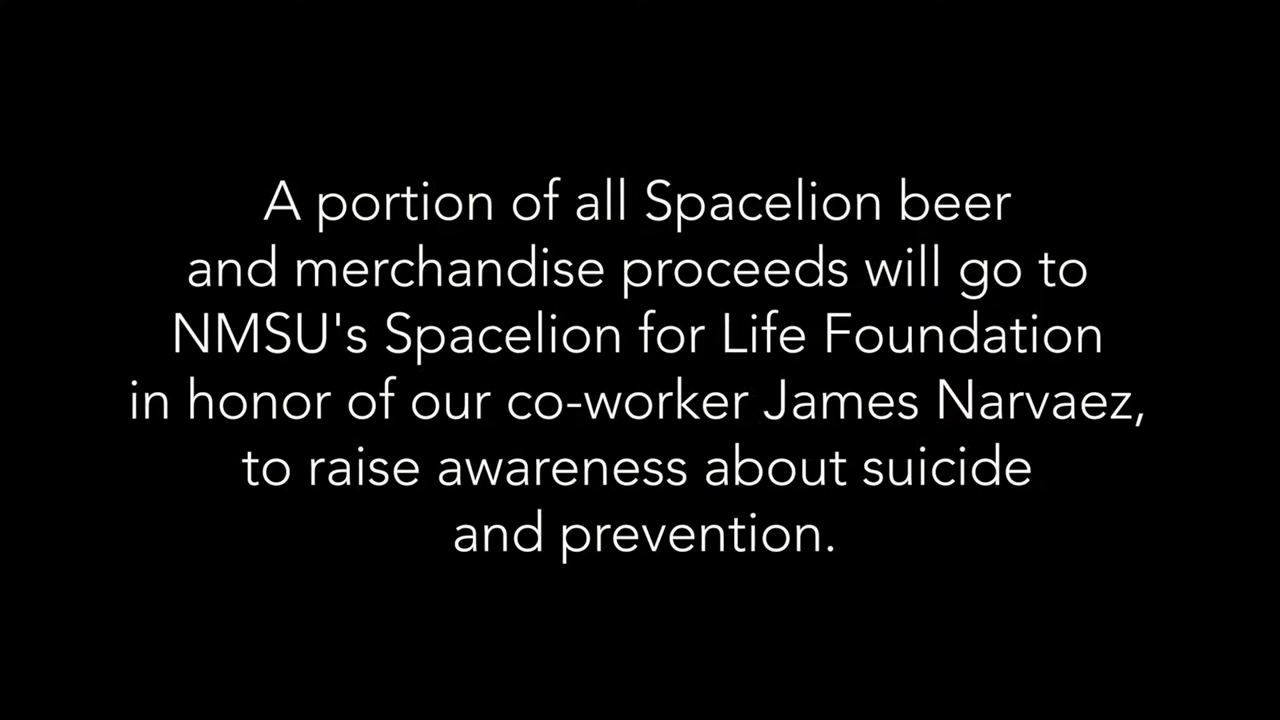 A portion of all Spacelion beer
and merchandise proceeds will go to
NMSU's Spacelion for Life Foundation
in honor of our co-worker James Narvaez,
to raise awareness about suicide
and prevention.